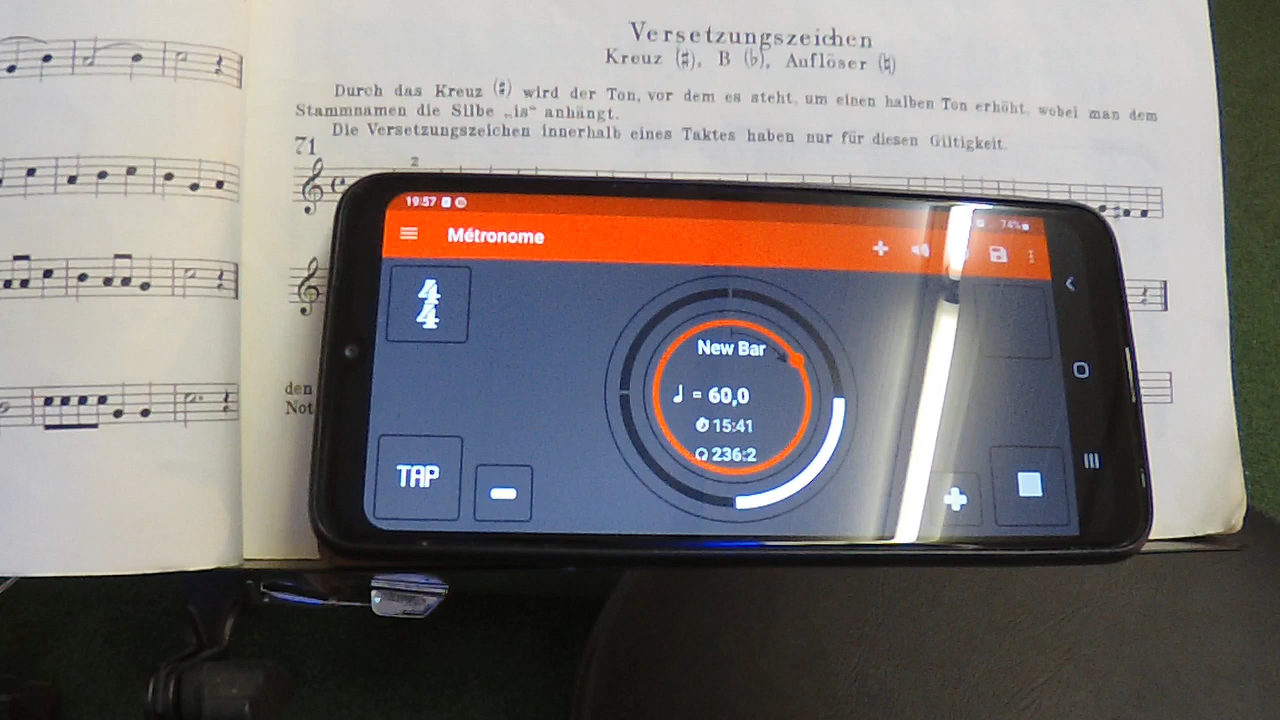 Versetzungszeichen
Kreuz (♯), B (♭), Auflöser (♮)
Durch das Kreuz (♯) wird der Ton, vor dem es steht, um einen halben Ton erhöht, wobei man dem
Stammnamen die Silbe „is“ anhängt.
Die Versetzungszeichen innerhalb eines Taktes haben nur für diesen Giltigkeit.
71
2
den
Not
19:57
74%
Métronome
4
4
New Bar
♩ = 60,0
15:41
236:2
TAP